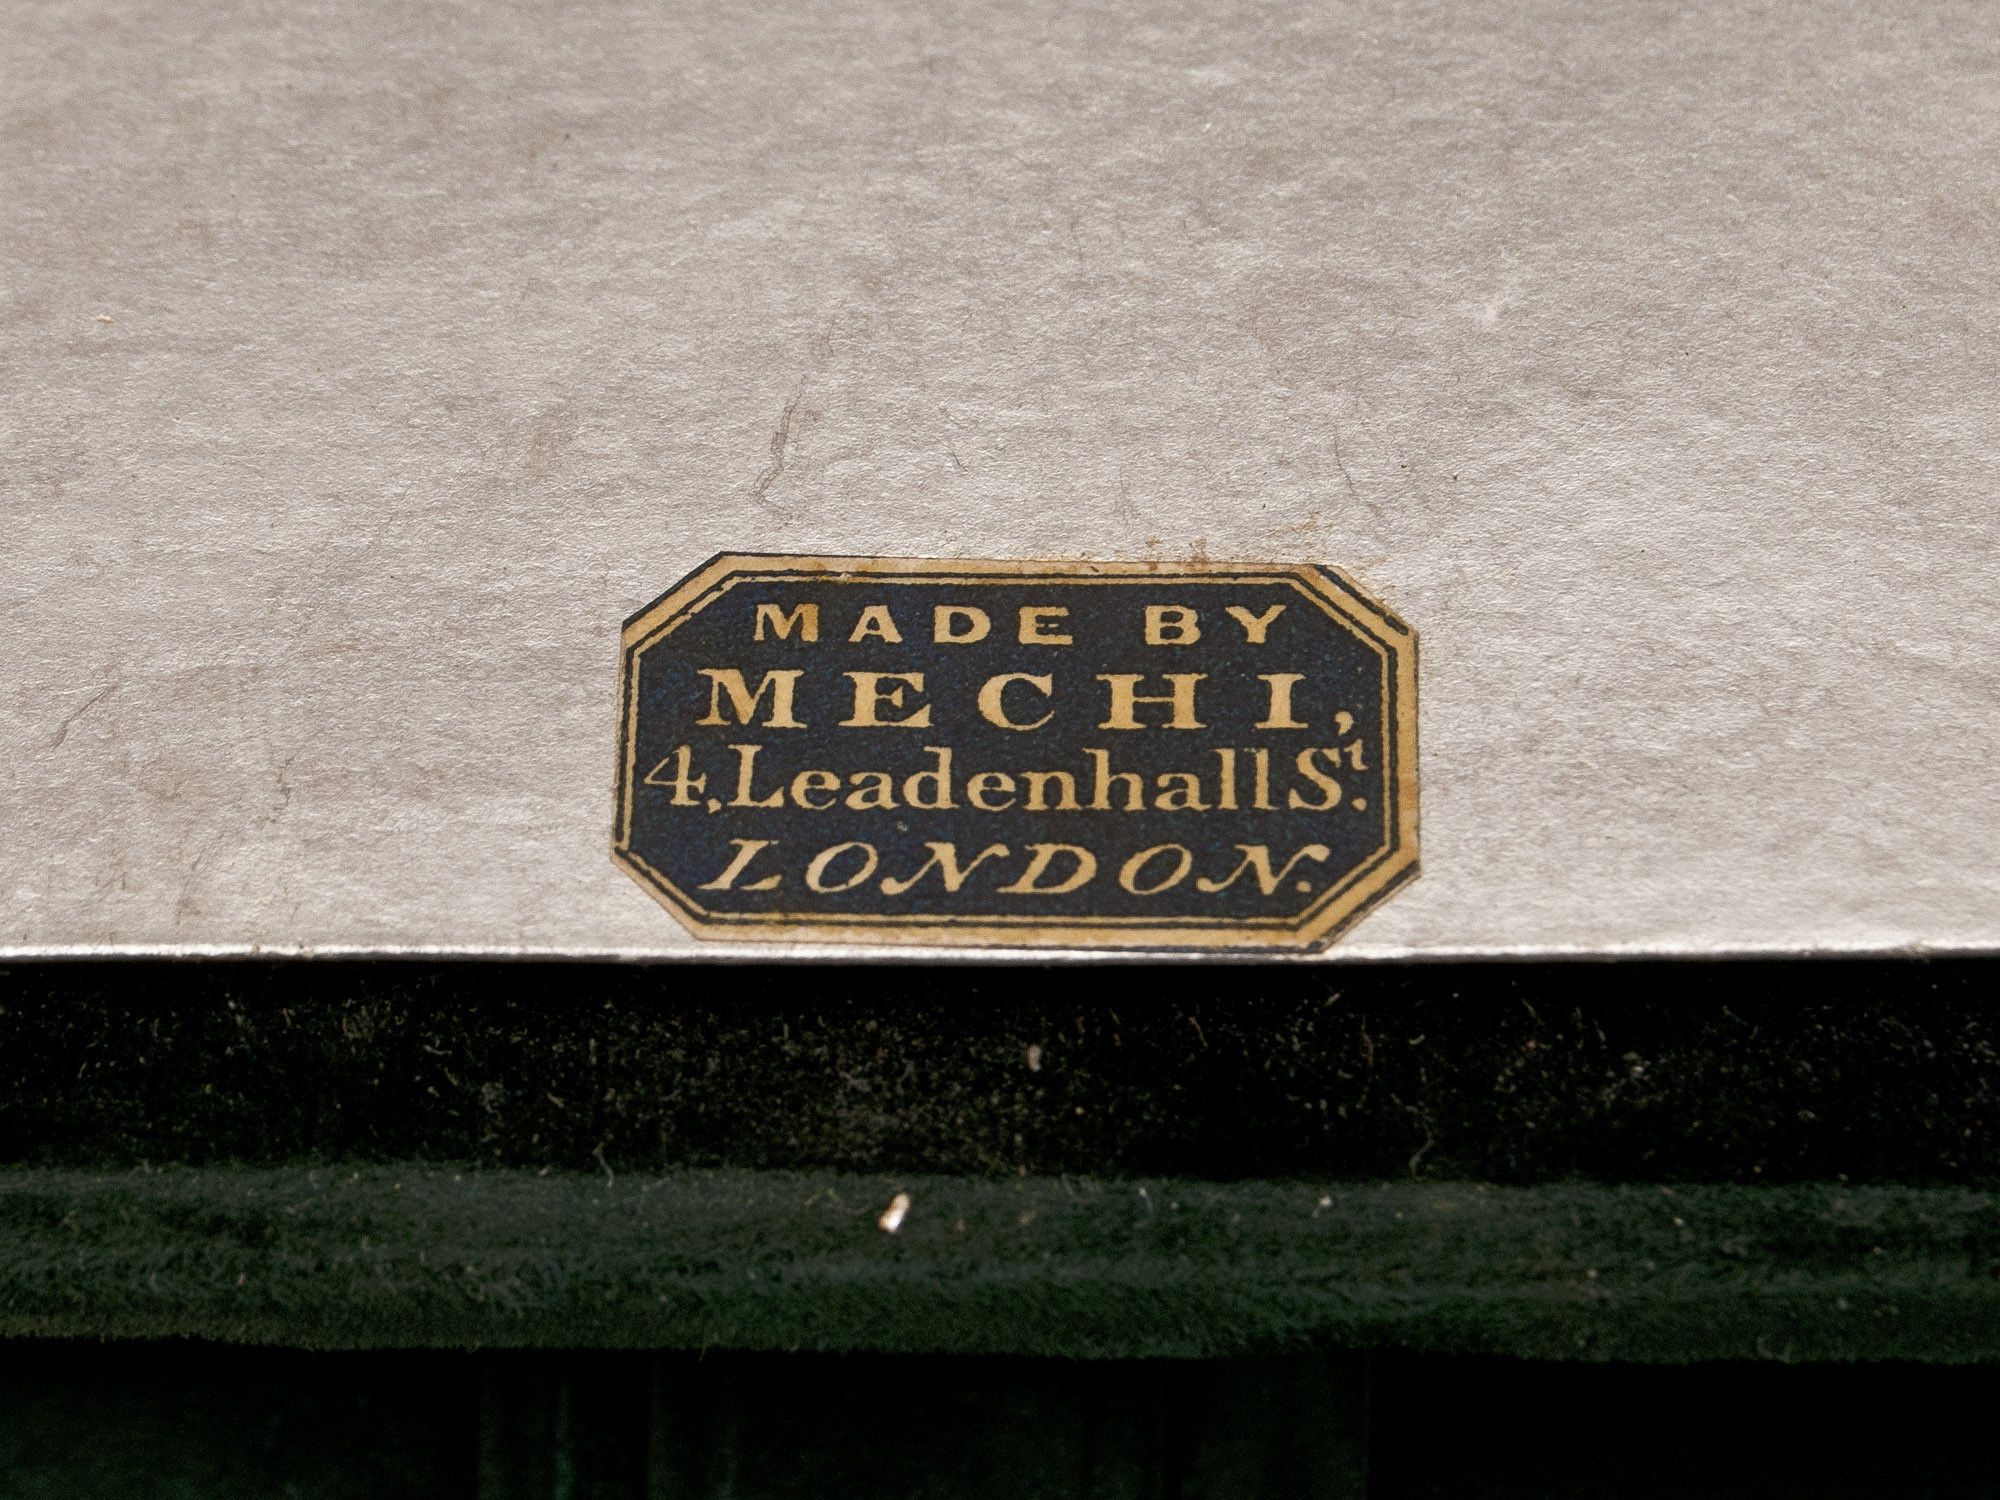 MADE BY
MECHI,
4, Leadenhall St.
LONDON.